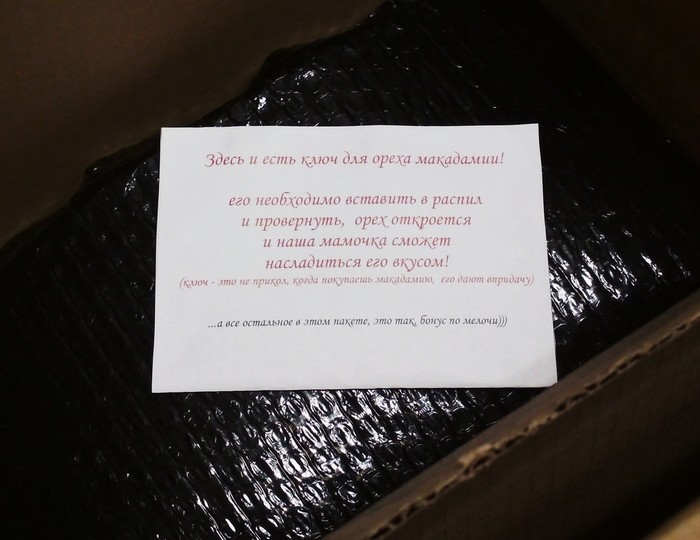 Здесь и есть ключ для ореха макадамии!
его необходимо вставить в распил
и провернуть, орех откроется
и наша мамочка сможет
насладиться его вкусом!
(ключ - это не прикол, когда покупаешь макадамию, его дают впридачу)
...а все остальное в этом пакете, это так, бонус по мелочи)))